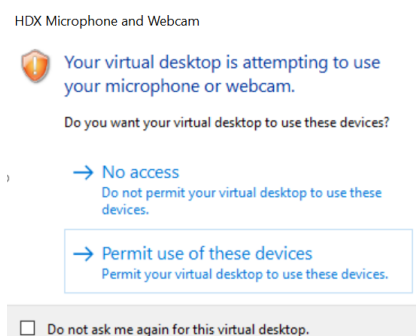 HDX Microphone and Webcam
Your virtual desktop is attempting to use
your microphone or webcam.
Do you want your virtual desktop to use these devices?
No access
Do not permit your virtual desktop to use these
devices.
Permit use of these devices
Permit your virtual desktop to use these devices.
Do not ask me again for this virtual desktop.